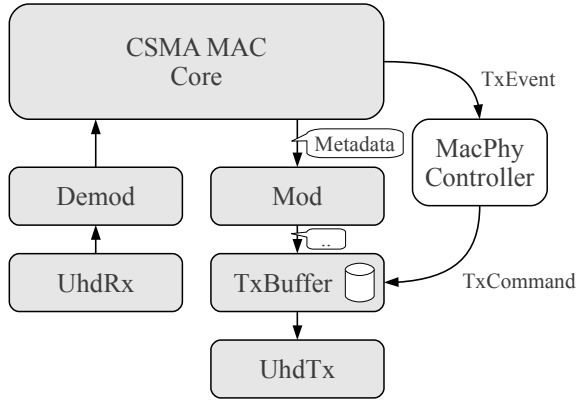 CSMA MAC
Core
TxEvent
Metadata
MacPhy
Controller
Demod
Mod
..
UhdRx
TxBuffer
TxCommand
UhdTx